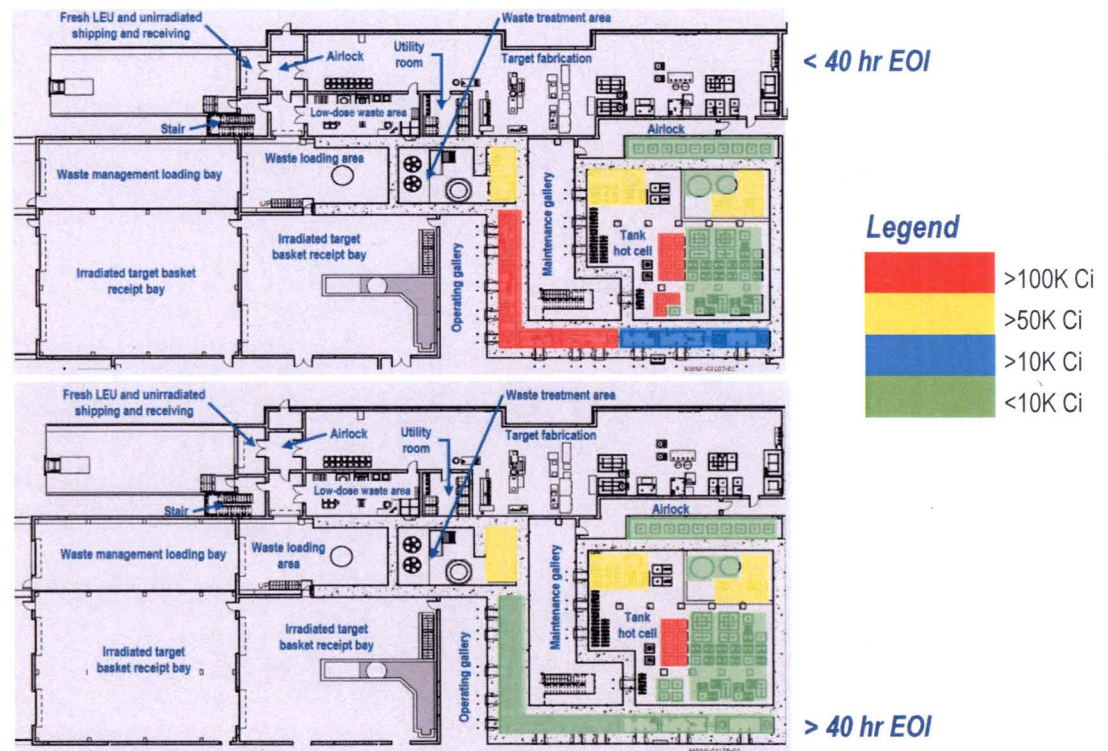 Fresh LEU and unirradiated
shipping and receiving
Waste treatment area
Airlock
Utility
room
Target fabrication
< 40 hr EOI
Low-dose waste area
Stair
Airlock
Waste management loading bay
Waste loading area
UP
Irradiated target basket
receipt bay
Irradiated target
basket receipt bay
Operating gallery
Maintenance gallery
Tank
hot cell
Legend
>100K Ci
>50K Ci
>10K Ci
<10K Ci
Fresh LEU and unirradiated
shipping and receiving
Waste treatment area
Airlock
Utility
room
Target fabrication
Low-dose waste area
Stair
Airlock
Waste management loading bay
Waste loading
area
UP
Irradiated target
basket receipt bay
Irradiated target
basket receipt bay
Operating gallery
Maintenance gallery
Tank
hot cell
> 40 hr EOI